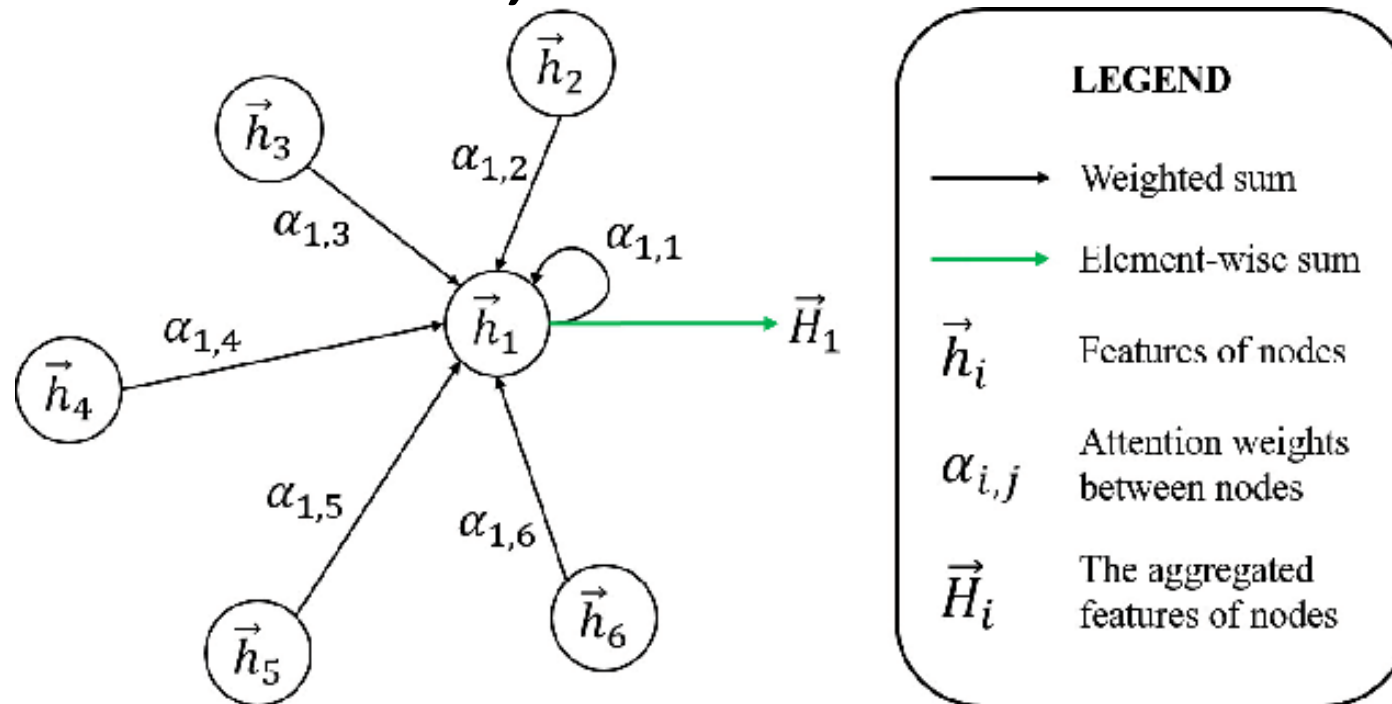 h⃗₂
h⃗₃
α₁,₂
α₁,₃
α₁,₁
h⃗₁
H⃗₁
α₁,₄
h⃗₄
α₁,₅
α₁,₆
h⃗₅
h⃗₆
LEGEND
Weighted sum
Element-wise sum
h⃗ᵢ Features of nodes
αᵢ,ⱼ Attention weights
between nodes
H⃗ᵢ The aggregated
features of nodes